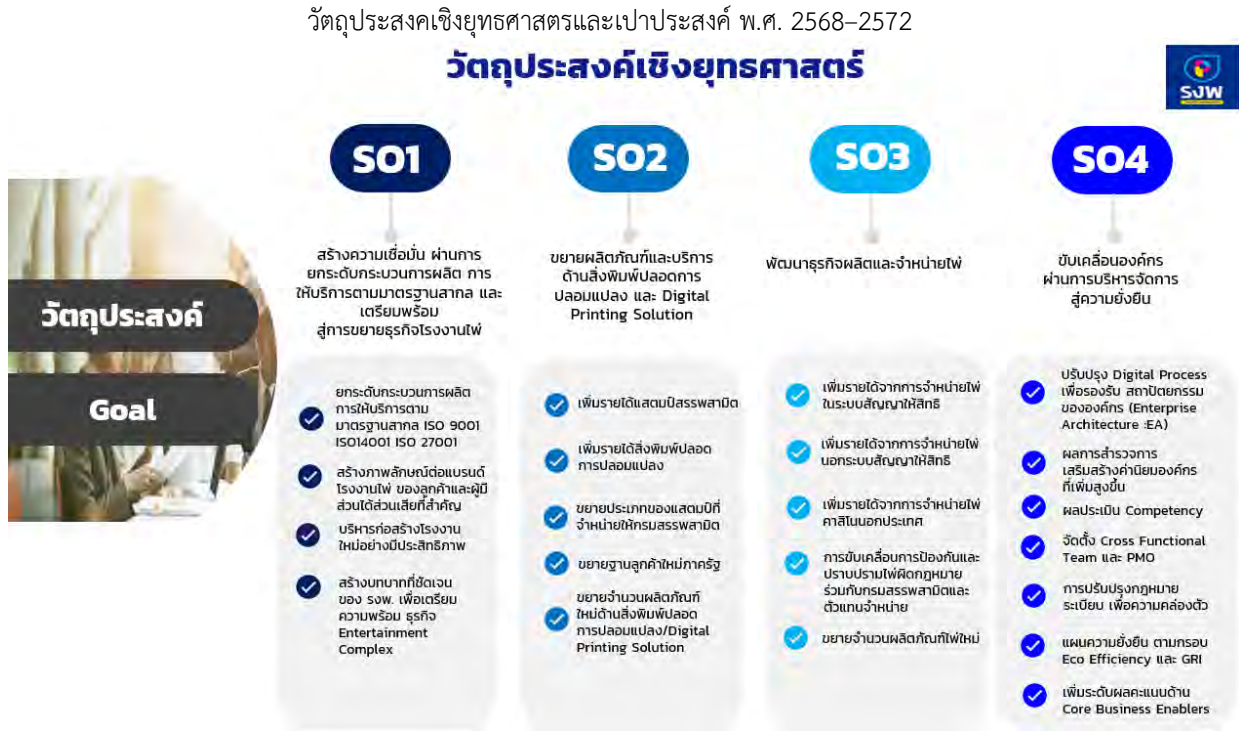 วัตถุประสงคเชิงยุทธศาสตรและเปาประสงค์ พ.ศ. 2568–2572
วัตถุประสงค์เชิงยุทธศาสตร์
รงพ
วัตถุประสงค์
Goal
SO1
สร้างความเชื่อมั่น ผ่านการ
ยกระดับกระบวนการผลิต การ
ให้บริการตามมาตรฐานสากล และ
เตรียมพร้อม
สู่การขยายธุรกิจโรงงานไพ่
ยกระดับกระบวนการผลิต
การให้บริการตาม
มาตรฐานสากล ISO 9001
ISO14001 ISO 27001
สร้างภาพลักษณ์ต่อแบรนด์
โรงงานไพ่ ของลูกค้าและผู้มี
ส่วนได้ส่วนเสียที่สำคัญ
บริหารก่อสร้างโรงงาน
ใหม่อย่างมีประสิทธิภาพ
สร้างบทบาทที่ชัดเจน
ของ รงพ. เพื่อเตรียม
ความพร้อม ธุรกิจ
Entertainment
Complex
SO2
ขยายผลิตภัณฑ์และบริการ
ด้านสิ่งพิมพ์ปลอดการ
ปลอมแปลง และ Digital
Printing Solution
เพิ่มรายได้แสตมป์สรรพสามิต
เพิ่มรายได้สิ่งพิมพ์ปลอด
การปลอมแปลง
ขยายประเภทของแสตมป์ที่
จำหน่ายให้กรมสรรพสามิต
ขยายฐานลูกค้าใหม่ภาครัฐ
ขยายจำนวนผลิตภัณฑ์
ใหม่ด้านสิ่งพิมพ์ปลอด
การปลอมแปลง/Digital
Printing Solution
SO3
พัฒนาธุรกิจผลิตและจำหน่ายไพ่
เพิ่มรายได้จากการจำหน่ายไพ่
ในระบบสัญญาให้สิทธิ
เพิ่มรายได้จากการจำหน่ายไพ่
นอกระบบสัญญาให้สิทธิ
เพิ่มรายได้จากการจำหน่ายไพ่
คาสิโนนอกประเทศ
การขับเคลื่อนการป้องกันและ
ปราบปรามไพ่ผิดกฎหมาย
ร่วมกับกรมสรรพสามิตและ
ตัวแทนจำหน่าย
ขยายจำนวนผลิตภัณฑ์ไพ่ใหม่
SO4
ขับเคลื่อนองค์กร
ผ่านการบริหารจัดการ
สู่ความยั่งยืน
ปรับปรุง Digital Process
เพื่อรองรับ สถาปัตยกรรม
ขององค์กร (Enterprise
Architecture :EA)
ผลการสำรวจการ
เสริมสร้างค่านิยมองค์กร
ที่เพิ่มสูงขึ้น
ผลประเมิน Competency
จัดตั้ง Cross Functional
Team และ PMO
การปรับปรุงกฎหมาย
ระเบียบ เพื่อความคล่องตัว
แผนความยั่งยืน ตามกรอบ
Eco Efficiency และ GRI
เพิ่มระดับผลคะแนนด้าน
Core Business Enablers